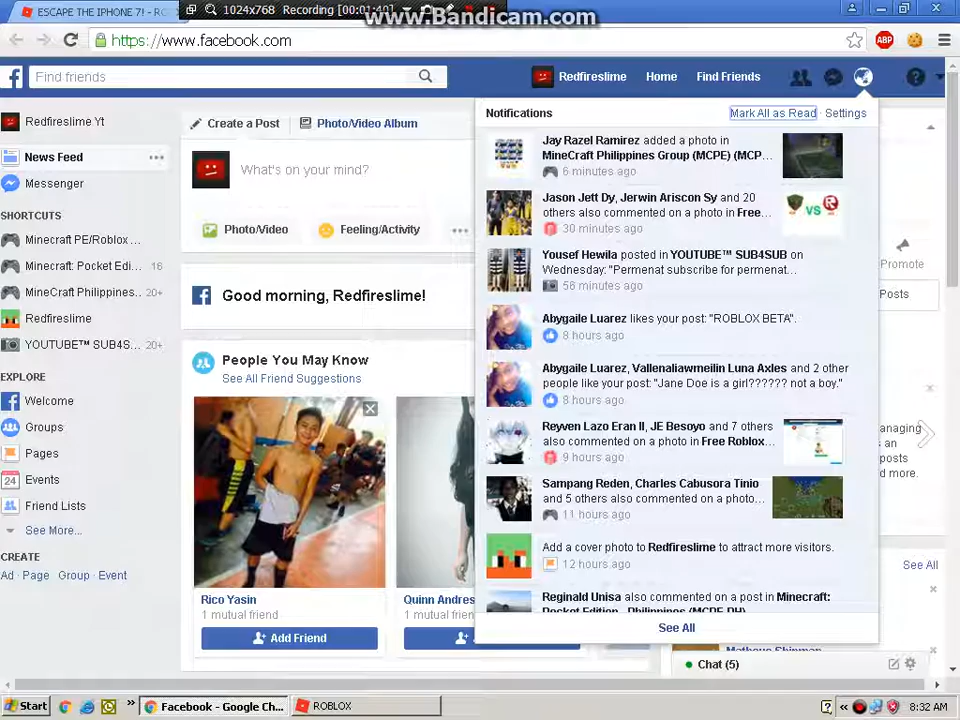 ESCAPE THE IPHONE 7! - RC
1024x768 Recording [00:01:40]
www.Bandicam.com
https://www.facebook.com
ABP
Find friends
Redfireslime
Home
Find Friends
Redfireslime Yt
News Feed
Messenger
SHORTCUTS
Minecraft PE/Roblox ...
Minecraft: Pocket Edi... 16
MineCraft Philippines.. 20+
Redfireslime
YOUTUBE™ SUB4S... 20+
EXPLORE
Welcome
Groups
Pages
24 Events
Friend Lists
See More...
CREATE
Ad · Page Group · Event
Create a Post
Photo/Video Album
What's on your mind?
Photo/Video
Feeling/Activity
Good morning, Redfireslime!
People You May Know
See All Friend Suggestions
Rico Yasin
1 mutual friend
Add Friend
Quinn Andres
1 mutual friend
Notifications
Mark All as Read · Settings
Jay Razel Ramirez added a photo in
MineCraft Philippines Group (MCPE) (MCP...
6 minutes ago
Jason Jett Dy, Jerwin Ariscon Sy and 20
others also commented on a photo in Free...
30 minutes ago
VS
Yousef Hewila posted in YOUTUBE™ SUB4SUB on
Wednesday: "Permenat subscribe for permenat...
56 minutes ago
Abygaile Luarez likes your post: "ROBLOX BETA".
8 hours ago
Abygaile Luarez, Vallenaliawmeilin Luna Axles and 2 other
people like your post: "Jane Doe is a girl?????? not a boy."
8 hours ago
Reyven Lazo Eran II, JE Besoyo and 7 others
also commented on a photo in Free Roblox...
9 hours ago
Sampang Reden, Charles Cabusora Tinio
and 5 others also commented on a photo...
11 hours ago
Add a cover photo to Redfireslime to attract more visitors.
12 hours ago
Reginald Unisa also commented on a post in Minecraft:
Pocket Edition - Philippines (MCPE PH)
See All
Promote
Posts
anaging
posts
d more.
See All
Matheus Shipman
Chat (5)
Start
Facebook - Google Ch...
ROBLOX
8:32 AM